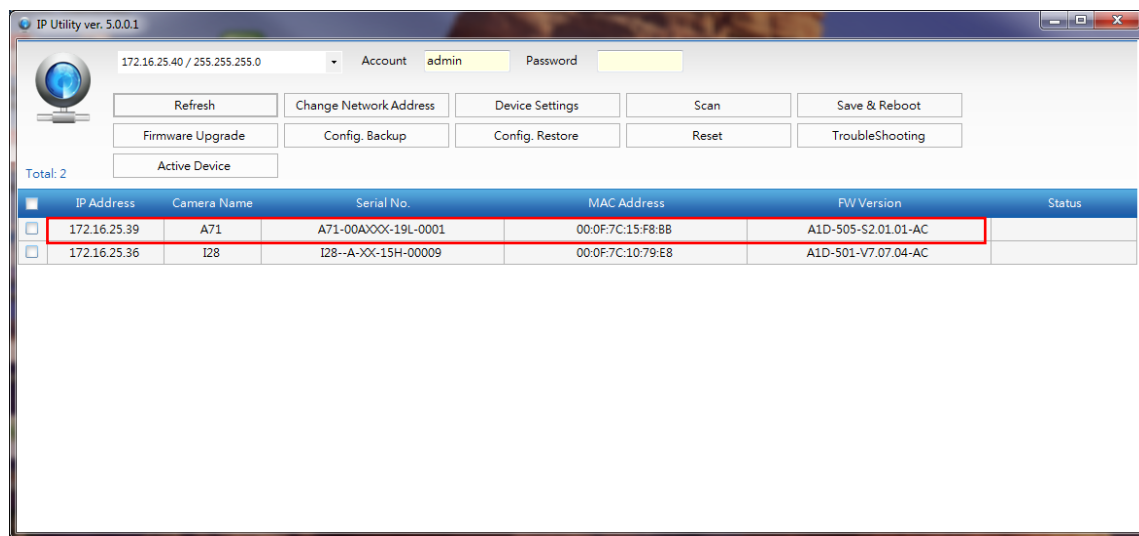 IP Utility ver. 5.0.0.1
172.16.25.40 / 255.255.255.0 Account admin Password
Refresh Change Network Address Device Settings Scan Save & Reboot
Firmware Upgrade Config. Backup Config. Restore Reset TroubleShooting
Total: 2 Active Device
IP Address Camera Name Serial No. MAC Address FW Version Status
172.16.25.39 A71 A71-00AXXX-19L-0001 00:0F:7C:15:F8:BB A1D-505-S2.01.01-AC
172.16.25.36 I28 I28--A-XX-15H-00009 00:0F:7C:10:79:E8 A1D-501-V7.07.04-AC